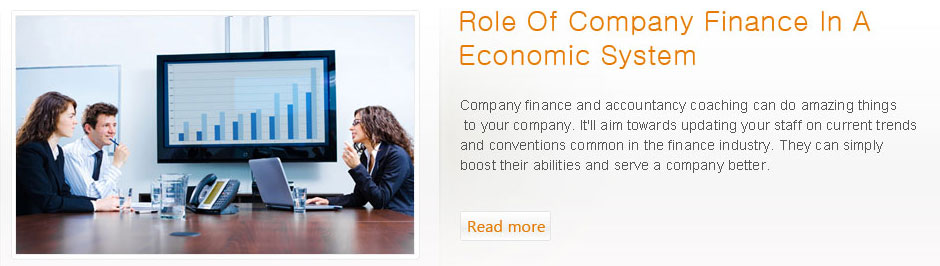 Role Of Company Finance In A
Economic System
Company finance and accountancy coaching can do amazing things
to your company. It'll aim towards updating your staff on current trends
and conventions common in the finance industry. They can simply
boost their abilities and serve a company better.
Read more